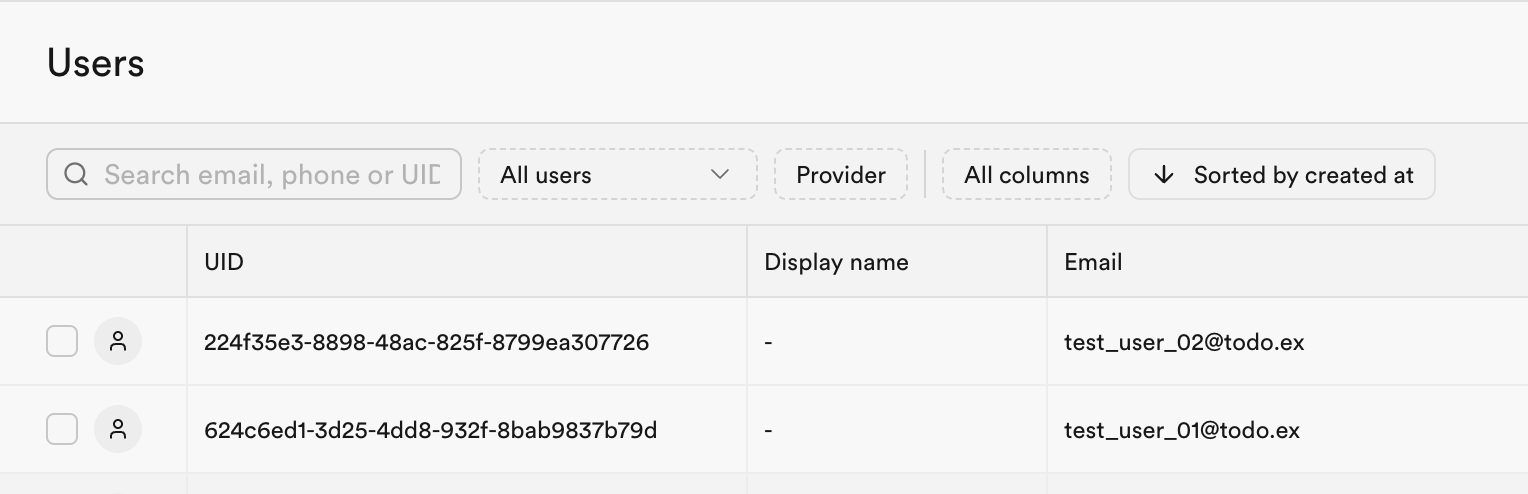 Users
Search email, phone or UID
All users
Provider
All columns
Sorted by created at
UID Display name Email
224f35e3-8898-48ac-825f-8799ea307726 - test_user_02@todo.ex
624c6ed1-3d25-4dd8-932f-8bab9837b79d - test_user_01@todo.ex